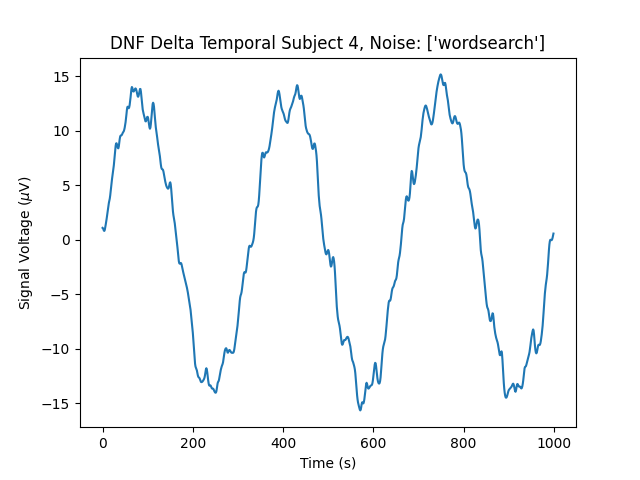 DNF Delta Temporal Subject 4, Noise: ['wordsearch']
Signal Voltage (μV)
15
10
5
0
−5
−10
−15
0 200 400 600 800 1000
Time (s)